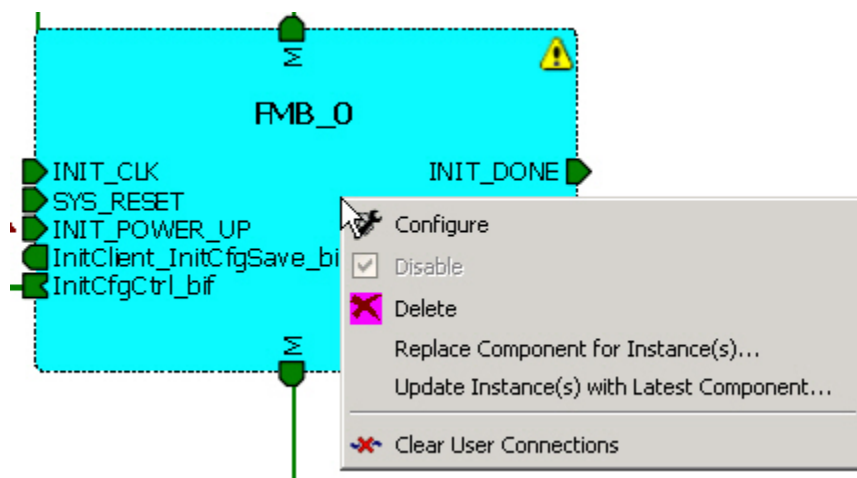 M
FMB_0
INIT_CLK
INIT_DONE
SYS_RESET
INIT_POWER_UP
InitClient_InitCfgSave_bi
InitCfgCtrl_bif
M
Configure
Disable
Delete
Replace Component for Instance(s)...
Update Instance(s) with Latest Component...
Clear User Connections